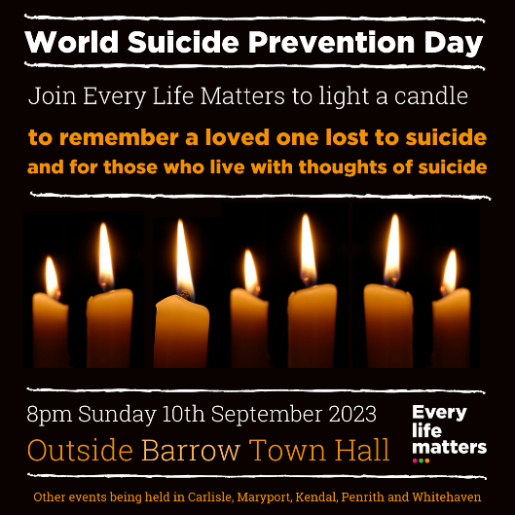 World Suicide Prevention Day
Join Every Life Matters to light a candle
to remember a loved one lost to suicide
and for those who live with thoughts of suicide
8pm Sunday 10th September 2023
Outside Barrow Town Hall
Every
life
matters
Other events being held in Carlisle, Maryport, Kendal, Penrith and Whitehaven